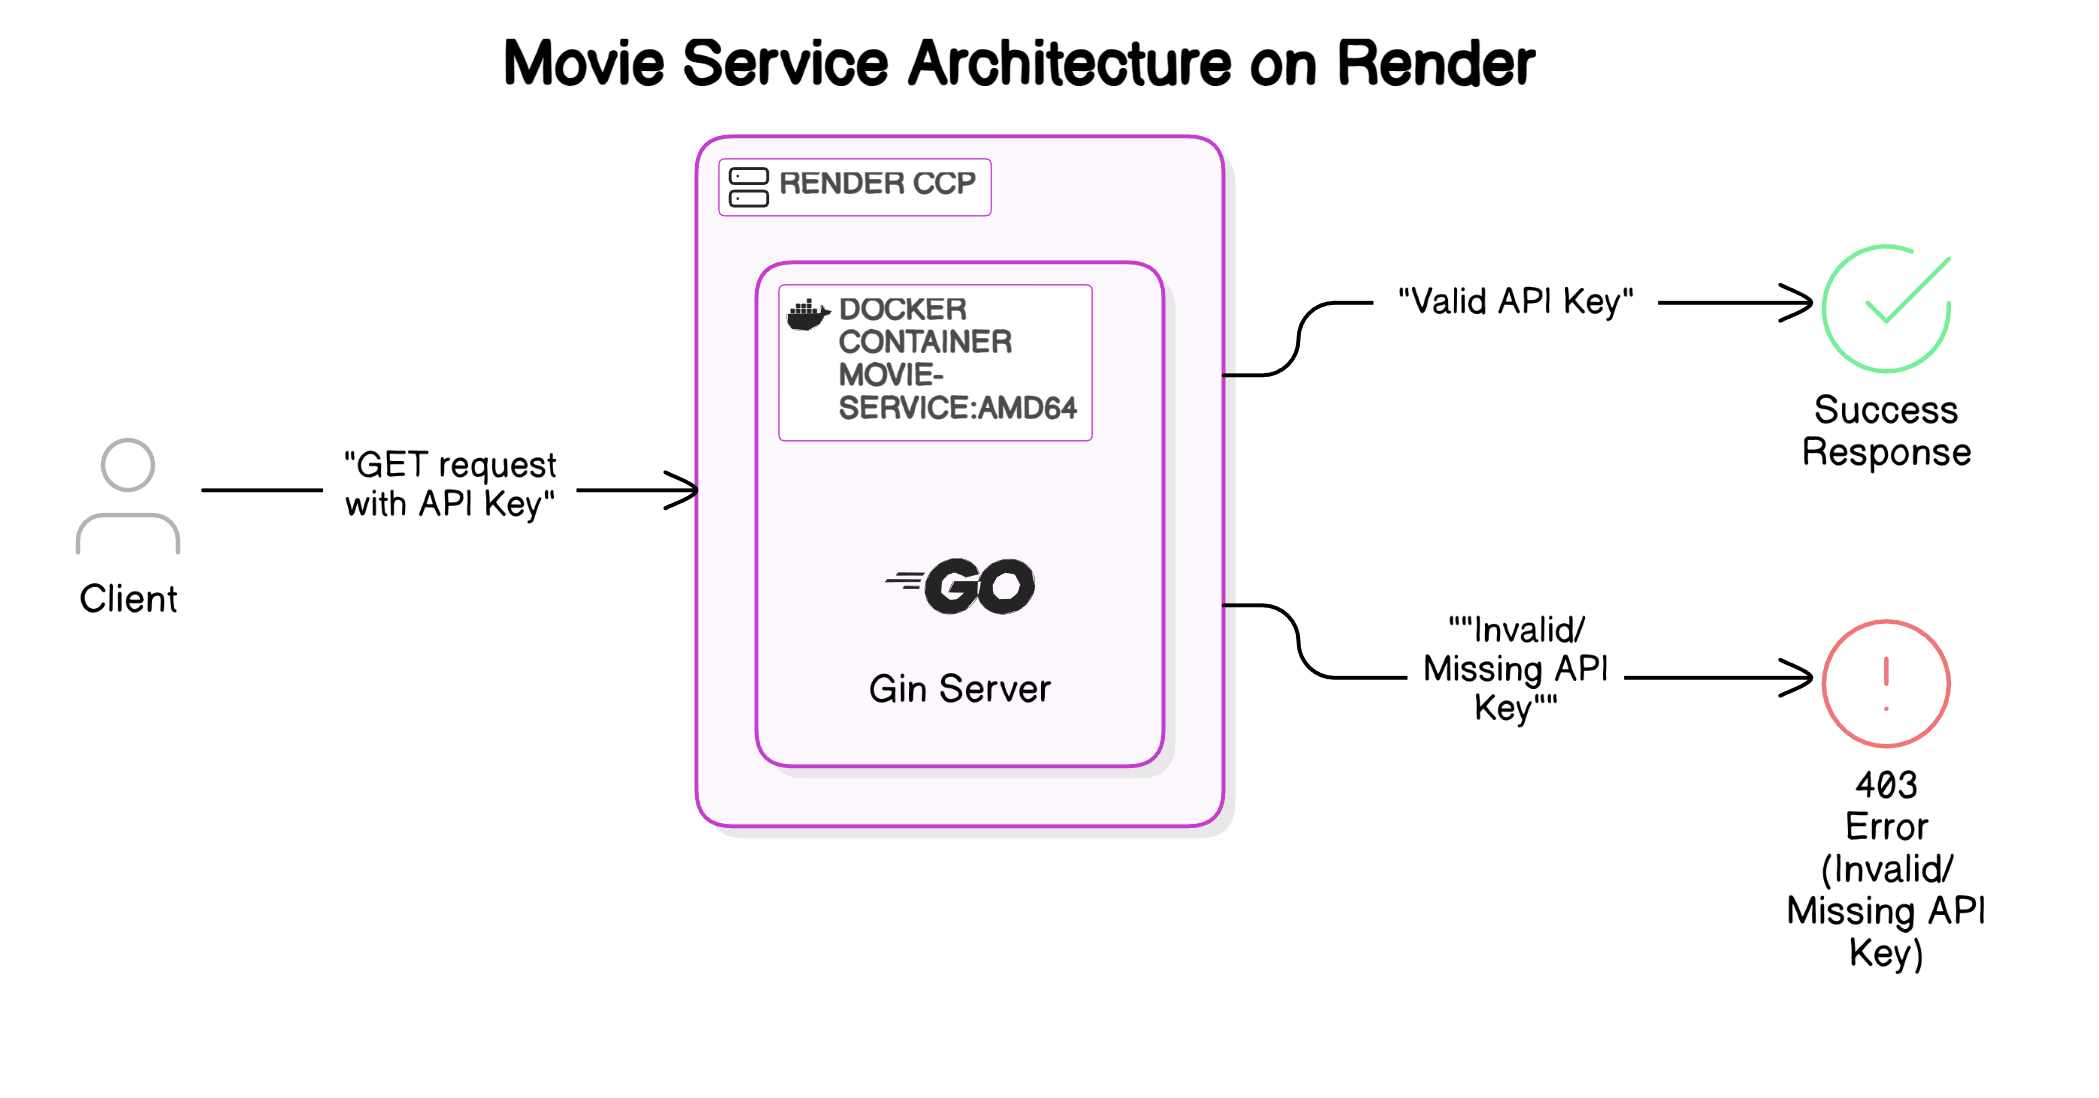 Movie Service Architecture on Render
RENDER CCP
DOCKER
CONTAINER
MOVIE-
SERVICE:AMD64
GO
Gin Server
"GET request
with API Key"
Client
"Valid API Key"
Success
Response
""Invalid/
Missing API
Key""
403
Error
(Invalid/
Missing API
Key)